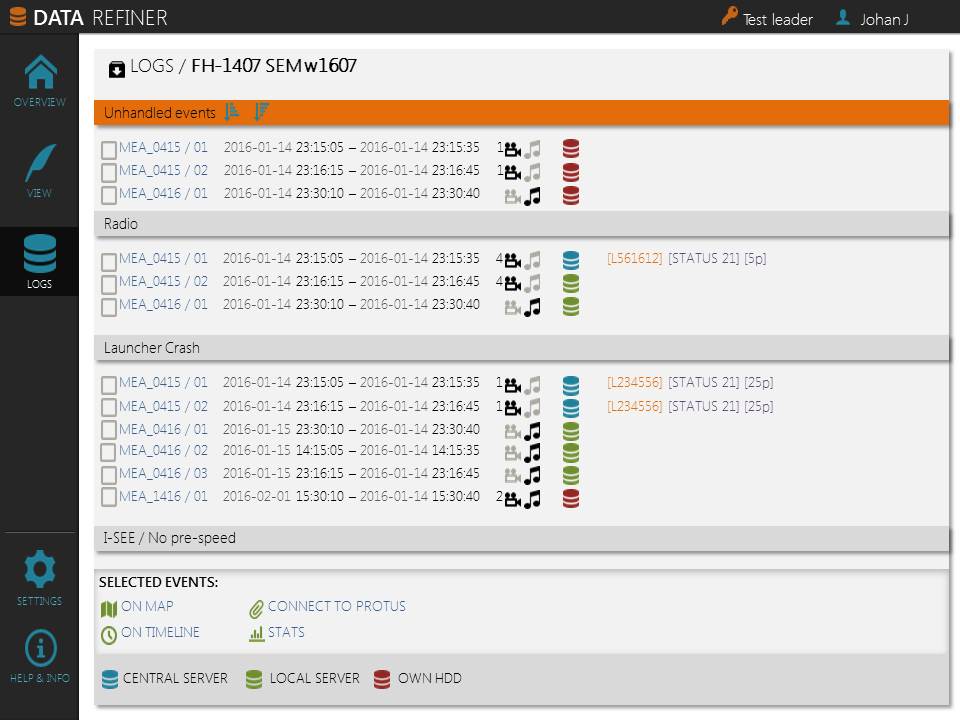 DATA REFINER
Test leader
Johan J
OVERVIEW
VIEW
LOGS
SETTINGS
HELP & INFO
LOGS / FH-1407 SEMw1607
Unhandled events
MEA_0415 / 01 2016-01-14 23:15:05 – 2016-01-14 23:15:35 1
MEA_0415 / 02 2016-01-14 23:16:15 – 2016-01-14 23:16:45 1
MEA_0416 / 01 2016-01-14 23:30:10 – 2016-01-14 23:30:40
Radio
MEA_0415 / 01 2016-01-14 23:15:05 – 2016-01-14 23:15:35 4 [L561612] [STATUS 21] [5p]
MEA_0415 / 02 2016-01-14 23:16:15 – 2016-01-14 23:16:45 4
MEA_0416 / 01 2016-01-14 23:30:10 – 2016-01-14 23:30:40
Launcher Crash
MEA_0415 / 01 2016-01-14 23:15:05 – 2016-01-14 23:15:35 1 [L234556] [STATUS 21] [25p]
MEA_0415 / 02 2016-01-14 23:16:15 – 2016-01-14 23:16:45 1 [L234556] [STATUS 21] [25p]
MEA_0416 / 01 2016-01-15 23:30:10 – 2016-01-14 23:30:40
MEA_0416 / 02 2016-01-15 14:15:05 – 2016-01-14 14:15:35
MEA_0416 / 03 2016-01-15 23:16:15 – 2016-01-14 23:16:45
MEA_1416 / 01 2016-02-01 15:30:10 – 2016-01-14 15:30:40 2
I-SEE / No pre-speed
SELECTED EVENTS:
ON MAP
CONNECT TO PROTUS
ON TIMELINE
STATS
CENTRAL SERVER
LOCAL SERVER
OWN HDD